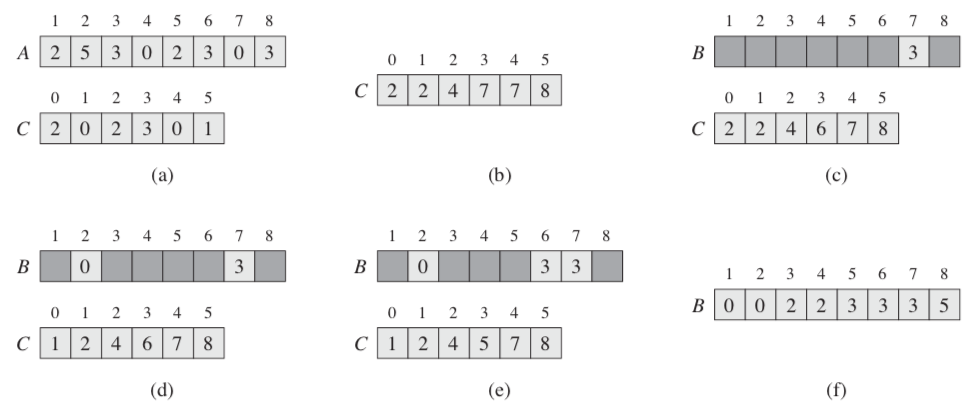 1 2 3 4 5 6 7 8
A 2 5 3 0 2 3 0 3
0 1 2 3 4 5
C 2 0 2 3 0 1
(a)
0 1 2 3 4 5
C 2 2 4 7 7 8
(b)
1 2 3 4 5 6 7 8
B 3
0 1 2 3 4 5
C 2 2 4 6 7 8
(c)
1 2 3 4 5 6 7 8
B 0 3
0 1 2 3 4 5
C 1 2 4 6 7 8
(d)
1 2 3 4 5 6 7 8
B 0 3 3
0 1 2 3 4 5
C 1 2 4 5 7 8
(e)
1 2 3 4 5 6 7 8
B 0 0 2 2 3 3 3 5
(f)